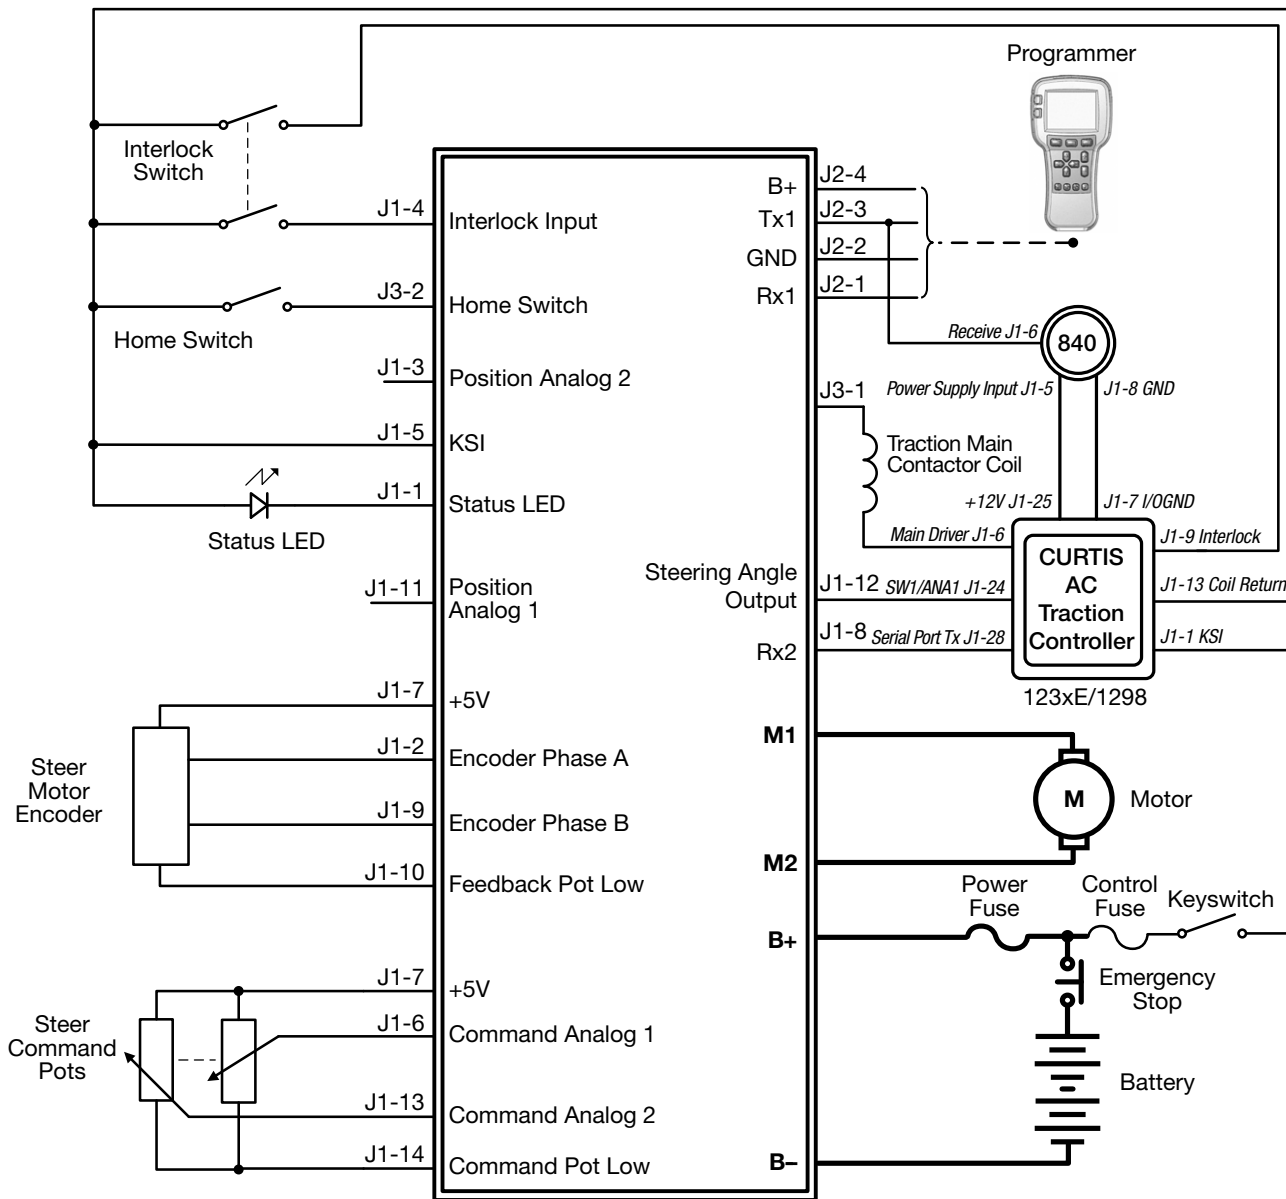 Programmer
Interlock
Switch
J1-4
Interlock Input
J3-2
Home Switch
Home Switch
J1-3
Position Analog 2
J1-5
KSI
J1-1
Status LED
Status LED
J1-11
Position
Analog 1
J1-7
+5V
J1-2
Encoder Phase A
Steer
Motor
Encoder
J1-9
Encoder Phase B
J1-10
Feedback Pot Low
J1-7
+5V
J1-6
Command Analog 1
Steer
Command
Pots
J1-13
Command Analog 2
J1-14
Command Pot Low
B+
J2-4
Tx1
J2-3
GND
J2-2
Rx1
J2-1
Receive J1-6
840
Power Supply Input J1-5
J1-8 GND
J3-1
Traction Main
Contactor Coil
+12V J1-25
J1-7 I/OGND
Main Driver J1-6
J1-9 Interlock
CURTIS
AC
Traction
Controller
Steering Angle
Output
J1-12
SW1/ANA1 J1-24
J1-13 Coil Return
Rx2
J1-8
Serial Port Tx J1-28
J1-1 KSI
123xE/1298
M1
M
Motor
M2
Power
Fuse
Control
Fuse
Keyswitch
B+
Emergency
Stop
Battery
B–